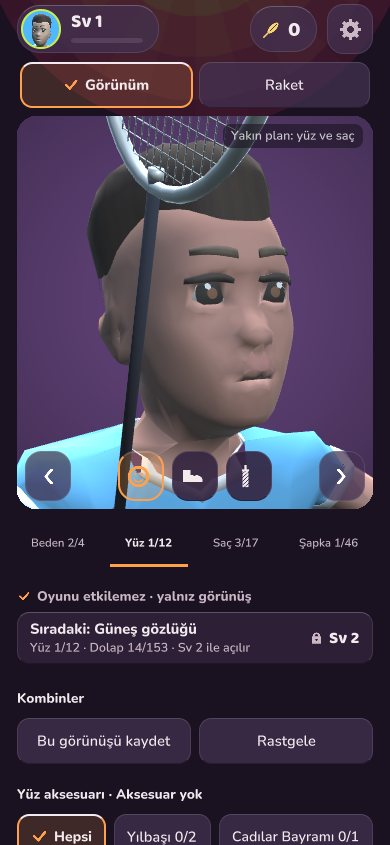 Sv 1
0
Görünüm
Raket
Yakın plan: yüz ve saç
Beden 2/4
Yüz 1/12
Saç 3/17
Şapka 1/46
Oyunu etkilemez · yalnız görünüş
Sıradaki: Güneş gözlüğü
Yüz 1/12 · Dolap 14/153 · Sv 2 ile açılır
Sv 2
Kombinler
Bu görünüşü kaydet
Rastgele
Yüz aksesuarı · Aksesuar yok
Hepsi
Yılbaşı 0/2
Cadılar Bayramı 0/1